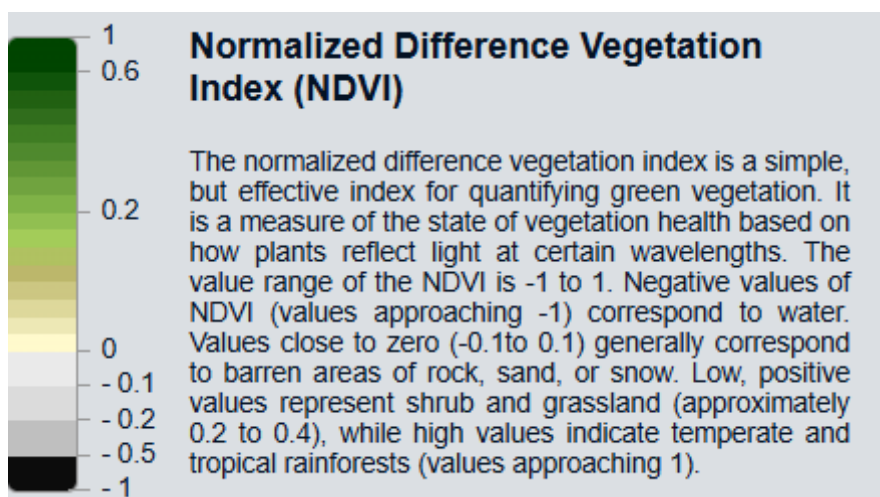 1
0.6
0.2
0
- 0.1
- 0.2
- 0.5
- 1
Normalized Difference Vegetation
Index (NDVI)
The normalized difference vegetation index is a simple,
but effective index for quantifying green vegetation. It
is a measure of the state of vegetation health based on
how plants reflect light at certain wavelengths. The
value range of the NDVI is -1 to 1. Negative values of
NDVI (values approaching -1) correspond to water.
Values close to zero (-0.1to 0.1) generally correspond
to barren areas of rock, sand, or snow. Low, positive
values represent shrub and grassland (approximately
0.2 to 0.4), while high values indicate temperate and
tropical rainforests (values approaching 1).